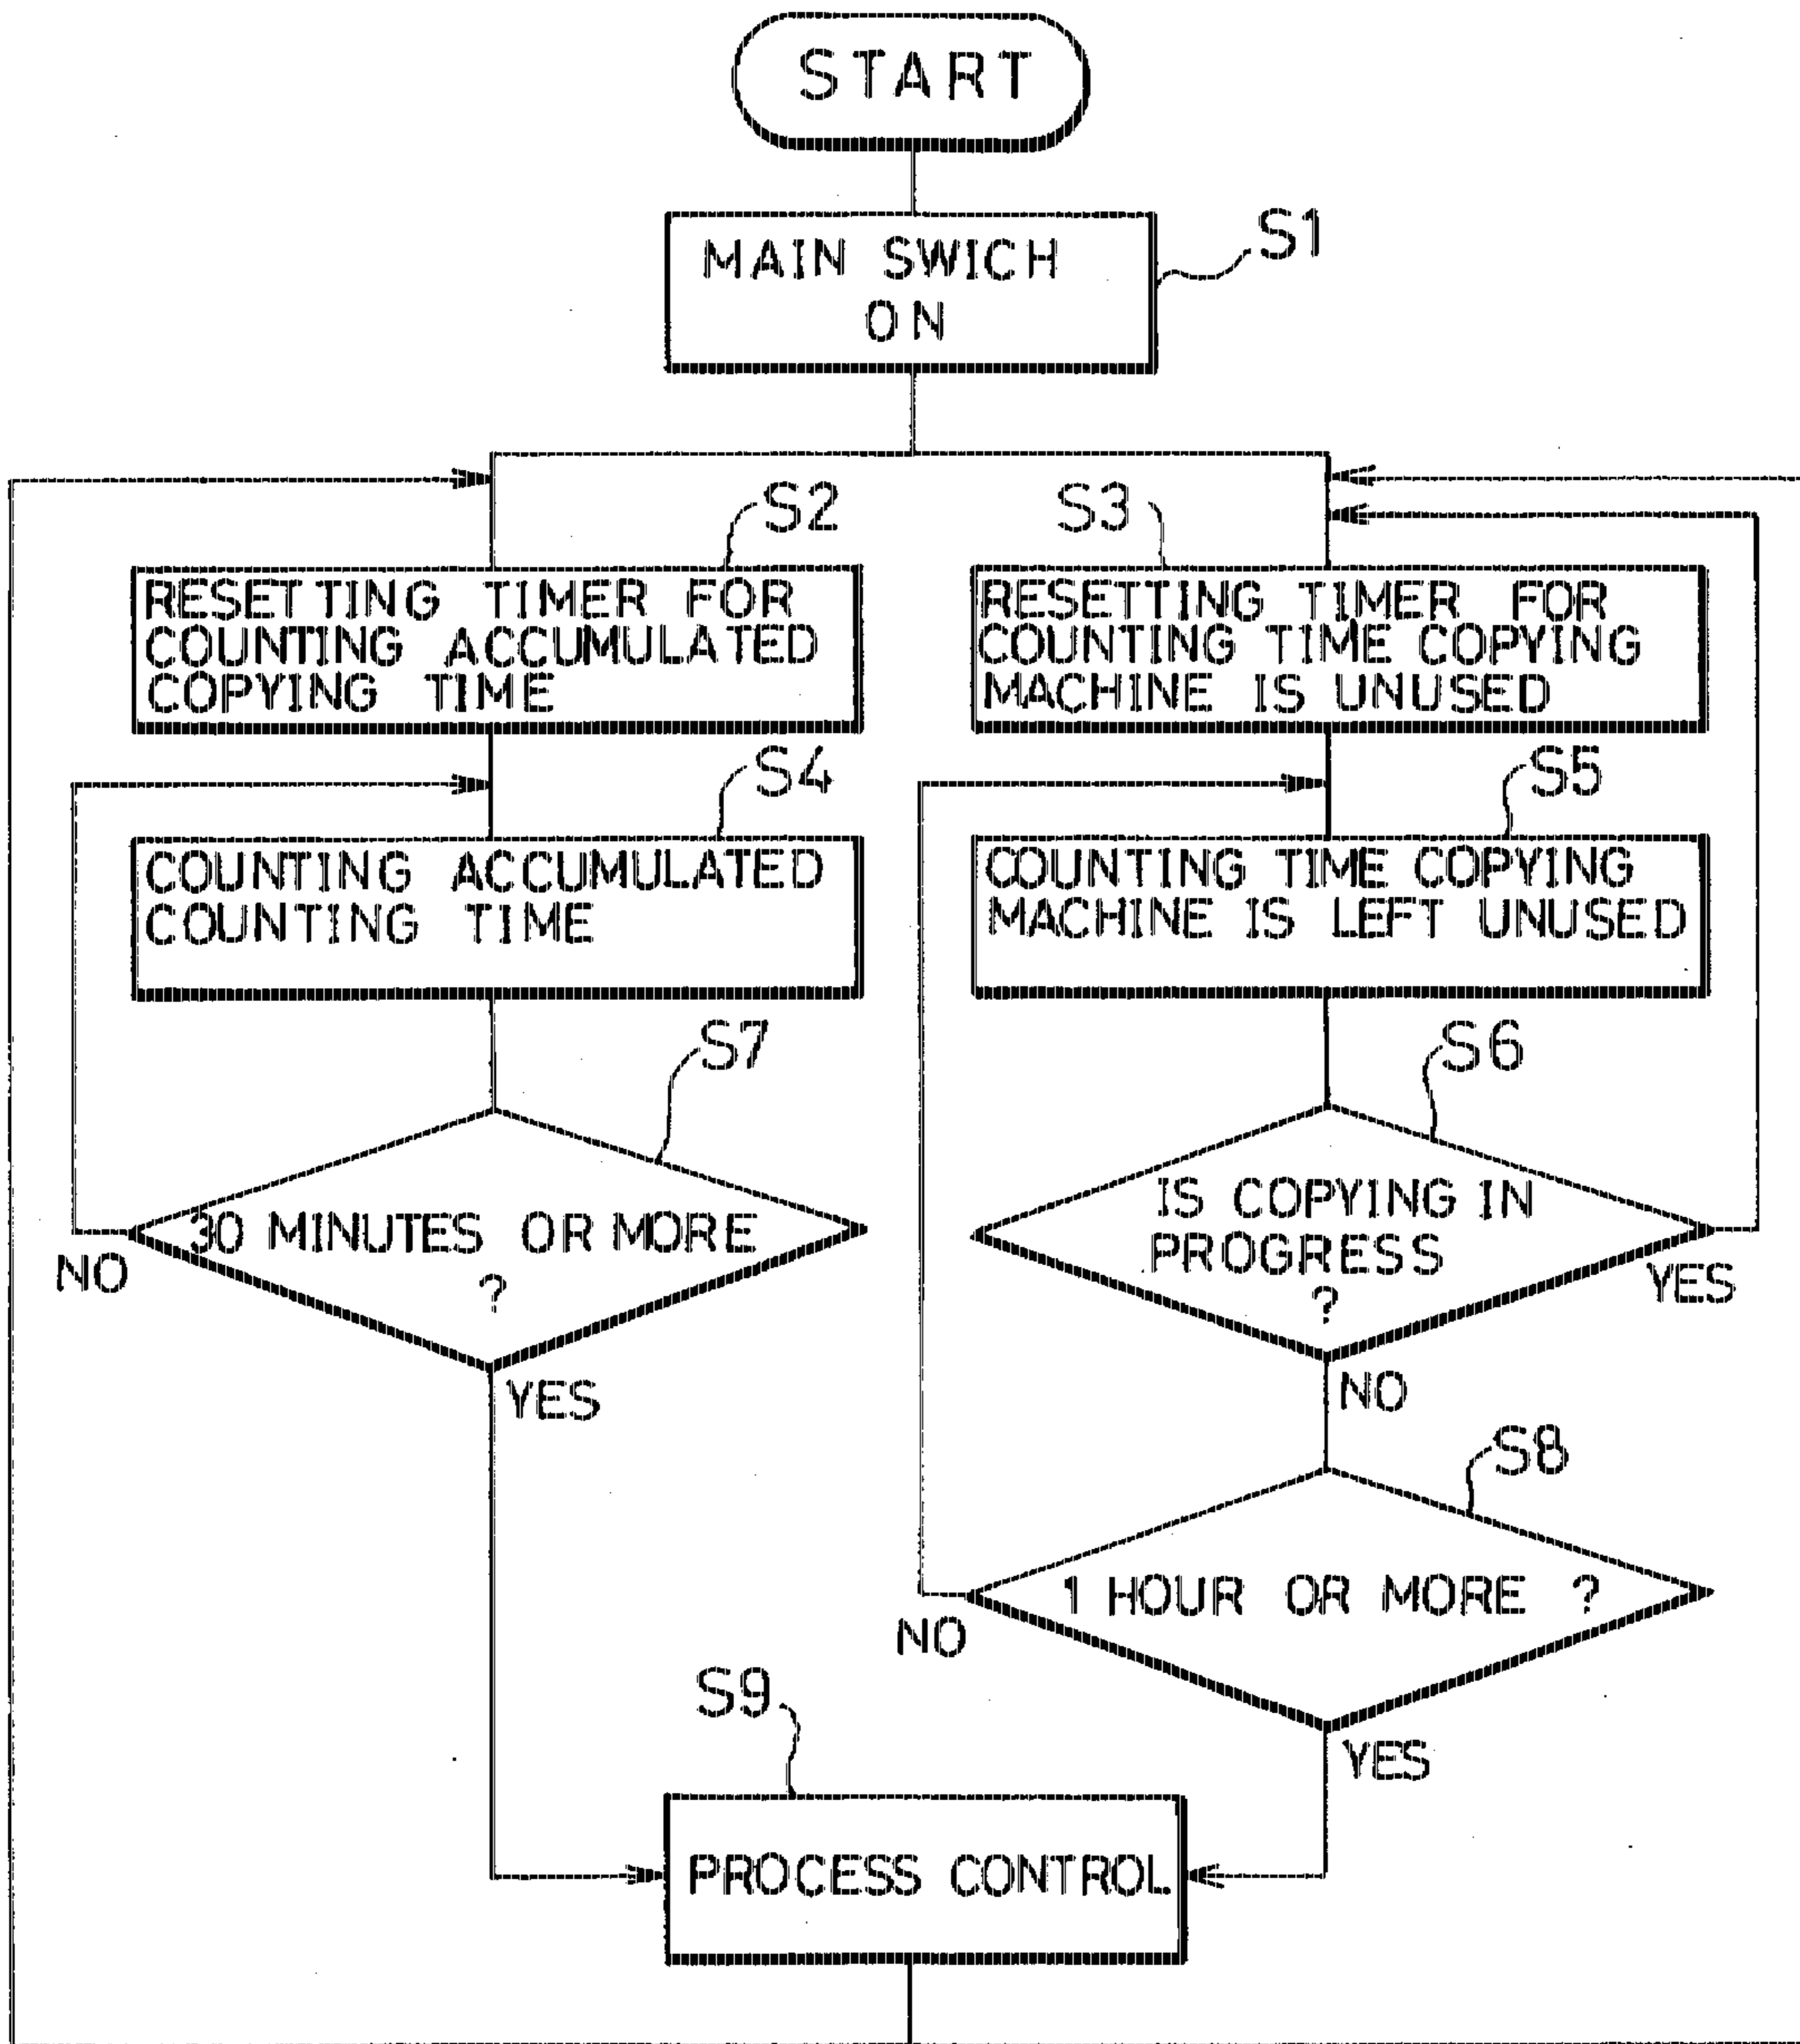 START
MAIN SWICH
ON
S1
S2
RESETTING TIMER FOR
COUNTING ACCUMULATED
COPYING TIME
S3
RESETTING TIMER FOR
COUNTING TIME COPYING
MACHINE IS UNUSED
S4
COUNTING ACCUMULATED
COUNTING TIME
S5
COUNTING TIME COPYING
MACHINE IS LEFT UNUSED
S7
30 MINUTES OR MORE
?
NO
YES
S6
IS COPYING IN
PROGRESS
?
YES
NO
S8
1 HOUR OR MORE ?
NO
YES
S9
PROCESS CONTROL